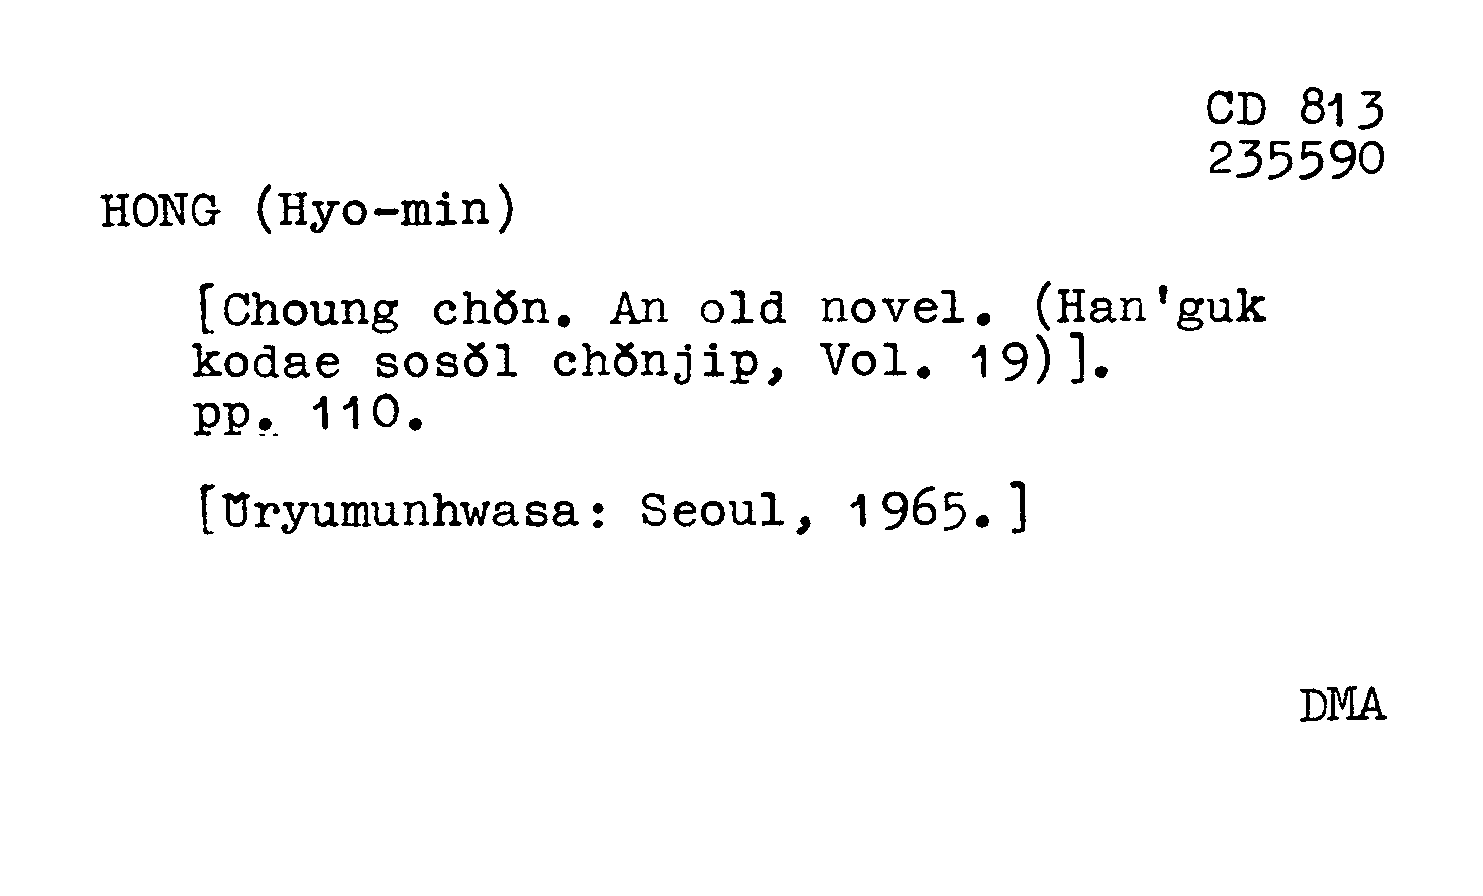 CD 813
235590
HONG (Hyo-min)
[Choung chŏn. An old novel. (Han'guk
kodae sosŏl chŏnjip, Vol. 19)].
pp. 110.
[Ŭryumunhwasa: Seoul, 1965.]
DMA